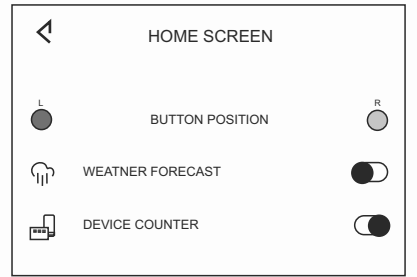 HOME SCREEN
L
BUTTON POSITION
R
WEATNER FORECAST
DEVICE COUNTER